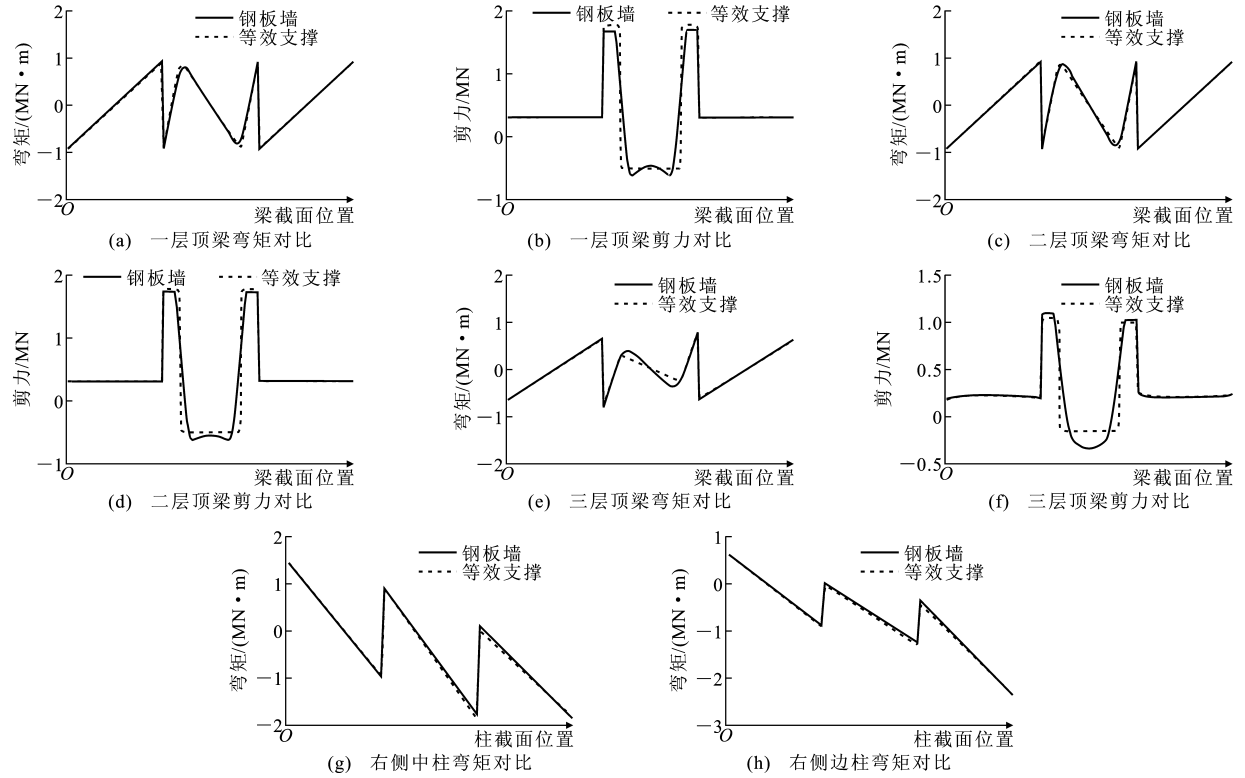 2
1
0
−1
−2
弯矩/(MN·m)
钢板墙
等效支撑
O
梁截面位置
(a) 一层顶梁弯矩对比
2
1
0
−1
剪力/MN
钢板墙
等效支撑
O
梁截面位置
(b) 一层顶梁剪力对比
2
1
0
−1
−2
弯矩/(MN·m)
钢板墙
等效支撑
O
梁截面位置
(c) 二层顶梁弯矩对比
2
1
0
−1
剪力/MN
钢板墙
等效支撑
O
梁截面位置
(d) 二层顶梁剪力对比
2
1
0
−1
−2
弯矩/(MN·m)
钢板墙
等效支撑
O
梁截面位置
(e) 三层顶梁弯矩对比
1.5
1.0
0.5
0
−0.5
剪力/MN
钢板墙
等效支撑
O
梁截面位置
(f) 三层顶梁剪力对比
2
1
0
−1
−2
弯矩/(MN·m)
钢板墙
等效支撑
O
柱截面位置
(g) 右侧中柱弯矩对比
1
0
−1
−2
−3
弯矩/(MN·m)
钢板墙
等效支撑
O
柱截面位置
(h) 右侧边柱弯矩对比